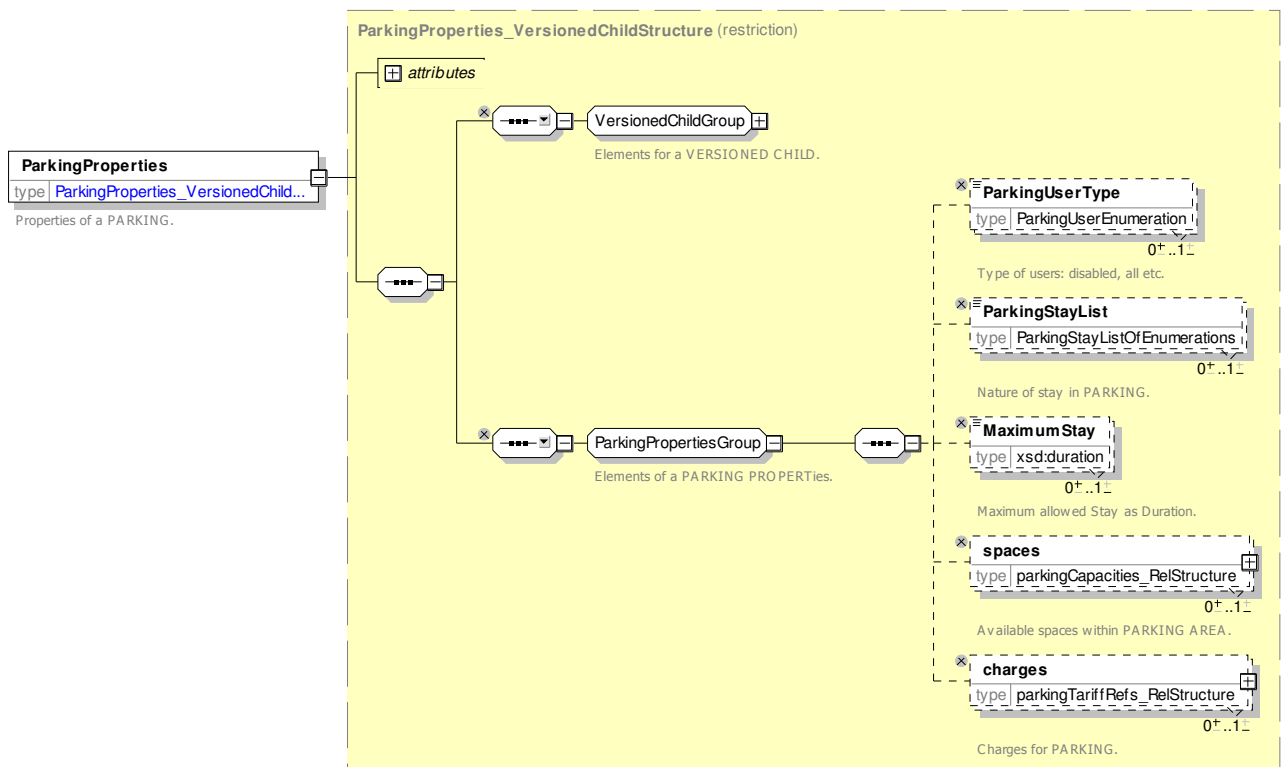 ParkingProperties_VersionedChildStructure (restriction)
attributes
VersionedChildGroup
Elements for a VERSIONED CHILD.
ParkingProperties
type ParkingProperties_VersionedChild...
Properties of a PARKING.
ParkingUserType
type ParkingUserEnumeration
0±..1±
Type of users: disabled, all etc.
ParkingStayList
type ParkingStayListOfEnumerations
0±..1±
Nature of stay in PARKING.
ParkingPropertiesGroup
Elements of a PARKING PROPERTies.
MaximumStay
type xsd:duration
0±..1±
Maximum allowed Stay as Duration.
spaces
type parkingCapacities_RelStructure
0±..1±
Available spaces within PARKING AREA.
charges
type parkingTariffRefs_RelStructure
0±..1±
Charges for PARKING.